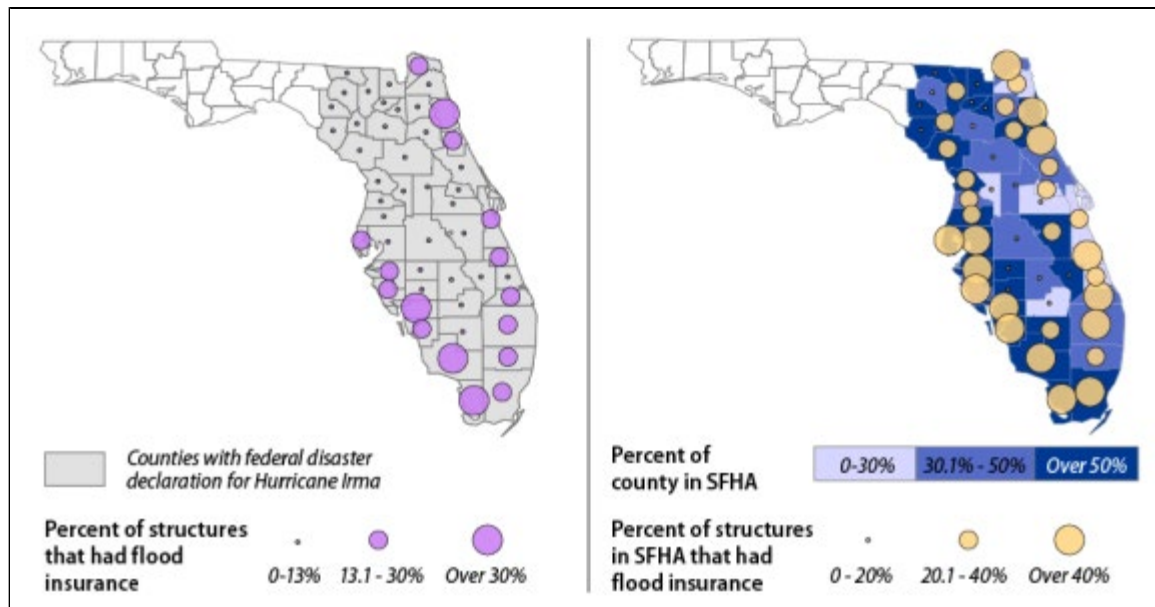 Counties with federal disaster
declaration for Hurricane Irma
Percent of structures
that had flood
insurance
0-13%
13.1 - 30%
Over 30%
Percent of
county in SFHA
0-30%
30.1% - 50%
Over 50%
Percent of structures
in SFHA that had
flood insurance
0 - 20%
20.1 - 40%
Over 40%